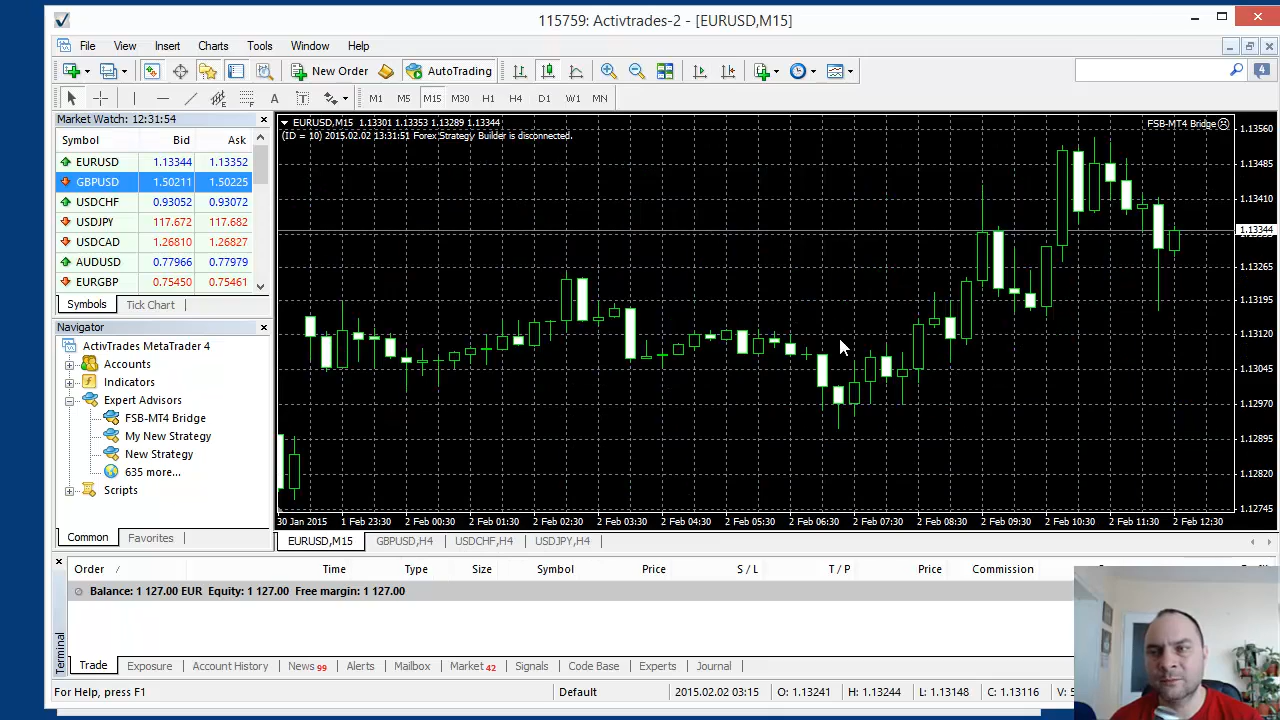 115759: Activtrades-2 - [EURUSD,M15]
File View Insert Charts Tools Window Help
New Order AutoTrading 4
A T M1 M5 M15 M30 H1 H4 D1 W1 MN
Market Watch: 12:31:54
Symbol Bid Ask
EURUSD 1.13344 1.13352
GBPUSD 1.50211 1.50225
USDCHF 0.93052 0.93072
USDJPY 117.672 117.682
USDCAD 1.26810 1.26827
AUDUSD 0.77966 0.77979
EURGBP 0.75450 0.75461
Symbols Tick Chart
Navigator
ActivTrades MetaTrader 4
Accounts
Indicators
Expert Advisors
FSB-MT4 Bridge
My New Strategy
New Strategy
635 more...
Scripts
Common Favorites
EURUSD,M15 1.13301 1.13353 1.13289 1.13344
(ID = 10) 2015.02.02 13:31:51 Forex Strategy Builder is disconnected.
FSB-MT4 Bridge
1.13560
1.13485
1.13410
1.13344
1.13265
1.13195
1.13120
1.13045
1.12970
1.12895
1.12820
1.12745
30 Jan 2015 1 Feb 23:30 2 Feb 00:30 2 Feb 01:30 2 Feb 02:30 2 Feb 03:30 2 Feb 04:30 2 Feb 05:30 2 Feb 06:30 2 Feb 07:30 2 Feb 08:30 2 Feb 09:30 2 Feb 10:30 2 Feb 11:30 2 Feb 12:30
EURUSD,M15 GBPUSD,H4 USDCHF,H4 USDJPY,H4
Order Time Type Size Symbol Price S / L T / P Price Commission
Balance: 1 127.00 EUR Equity: 1 127.00 Free margin: 1 127.00
Terminal
Trade Exposure Account History News 99 Alerts Mailbox Market 42 Signals Code Base Experts Journal
For Help, press F1 Default 2015.02.02 03:15 O: 1.13241 H: 1.13244 L: 1.13148 C: 1.13116